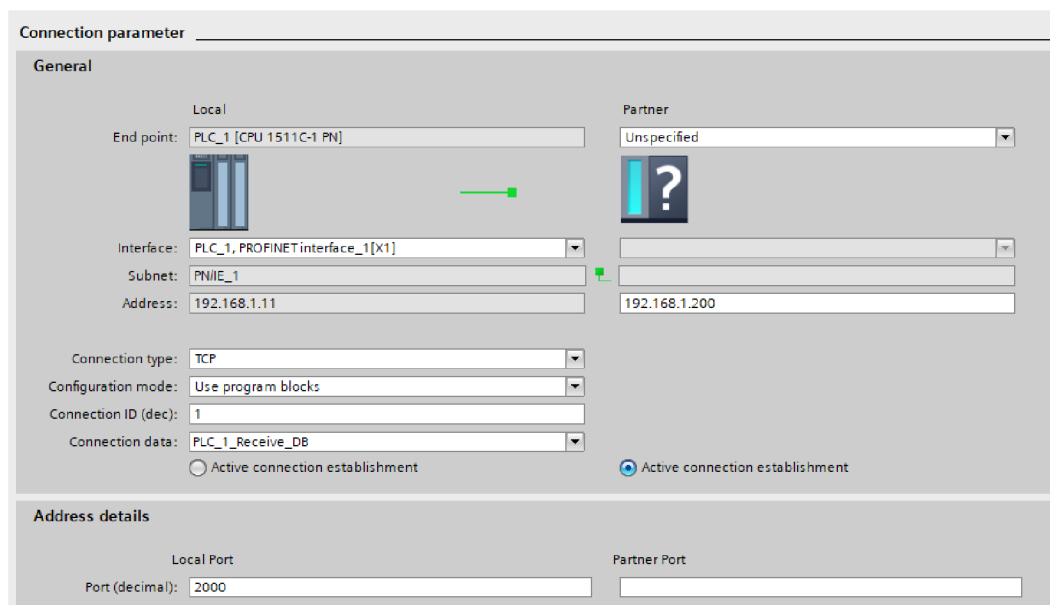 Connection parameter
General
Local Partner
End point: PLC_1 [CPU 1511C-1 PN] Unspecified
?
Interface: PLC_1, PROFINET interface_1[X1]
Subnet: PN/IE_1
Address: 192.168.1.11 192.168.1.200
Connection type: TCP
Configuration mode: Use program blocks
Connection ID (dec): 1
Connection data: PLC_1_Receive_DB
Active connection establishment Active connection establishment
Address details
Local Port Partner Port
Port (decimal): 2000